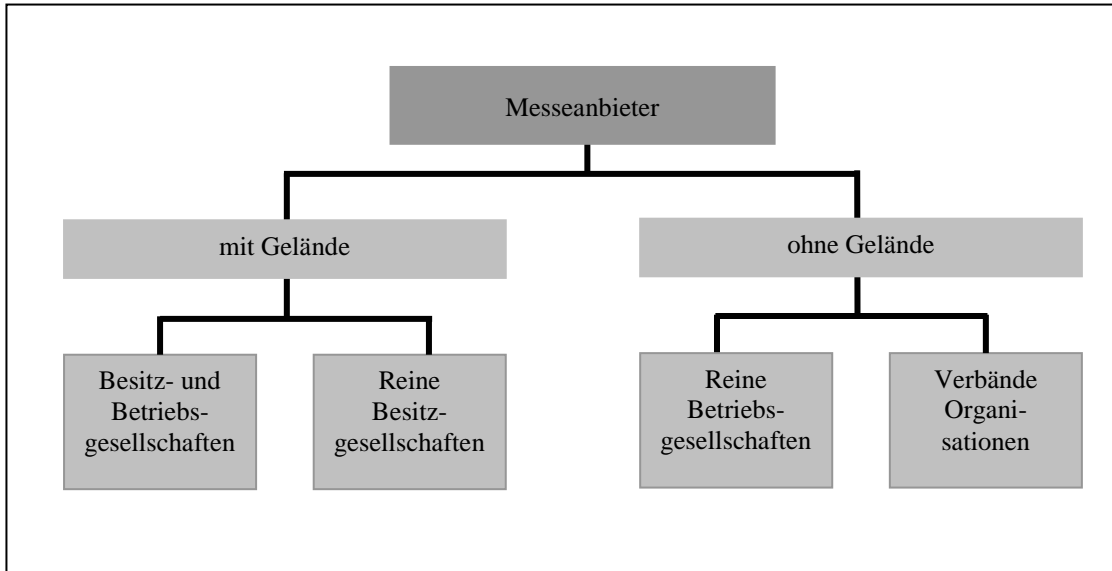 Messeanbieter
mit Gelände
ohne Gelände
Besitz- und
Betriebs-
gesellschaften
Reine
Besitz-
gesellschaften
Reine
Betriebs-
gesellschaften
Verbände
Organi-
sationen